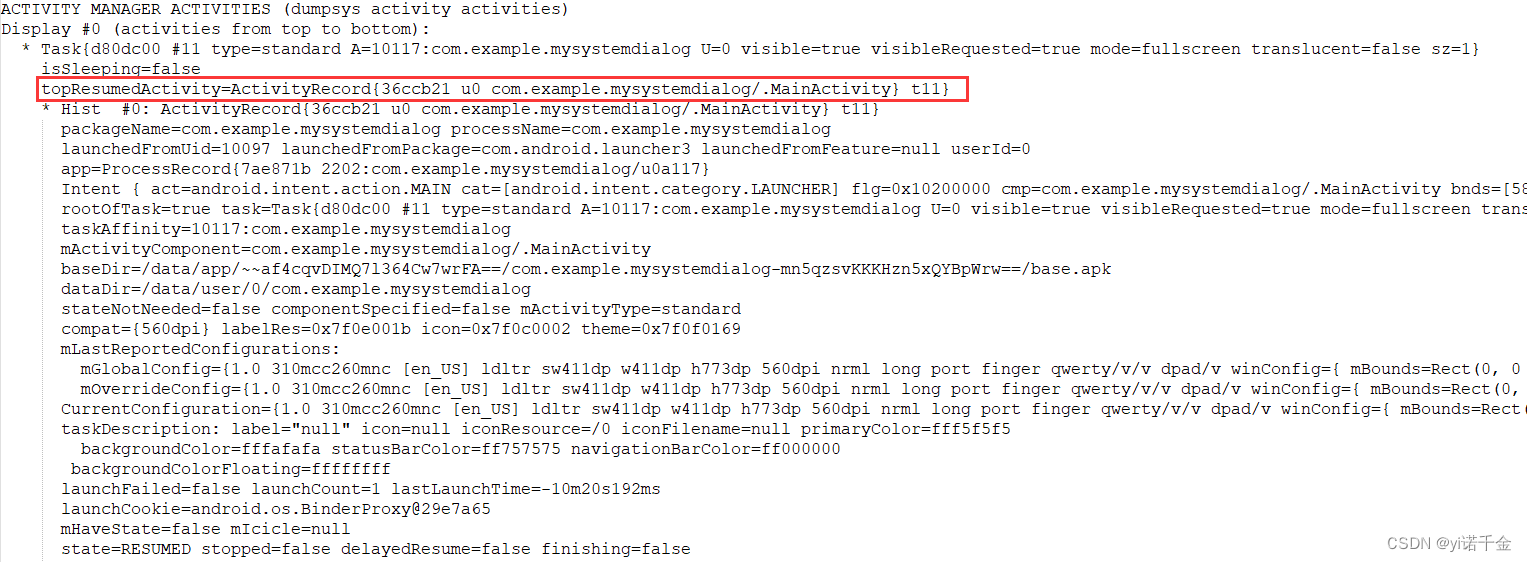 ACTIVITY MANAGER ACTIVITIES (dumpsys activity activities)
Display #0 (activities from top to bottom):
* Task{d80dc00 #11 type=standard A=10117:com.example.mysystemdialog U=0 visible=true visibleRequested=true mode=fullscreen translucent=false sz=1}
isSleeping=false
topResumedActivity=ActivityRecord{36ccb21 u0 com.example.mysystemdialog/.MainActivity} t11}
* Hist #0: ActivityRecord{36ccb21 u0 com.example.mysystemdialog/.MainActivity} t11}
packageName=com.example.mysystemdialog processName=com.example.mysystemdialog
launchedFromUid=10097 launchedFromPackage=com.android.launcher3 launchedFromFeature=null userId=0
app=ProcessRecord{7ae871b 2202:com.example.mysystemdialog/u0a117}
Intent { act=android.intent.action.MAIN cat=[android.intent.category.LAUNCHER] flg=0x10200000 cmp=com.example.mysystemdialog/.MainActivity bnds=[58
rootOfTask=true task=Task{d80dc00 #11 type=standard A=10117:com.example.mysystemdialog U=0 visible=true visibleRequested=true mode=fullscreen trans
taskAffinity=10117:com.example.mysystemdialog
mActivityComponent=com.example.mysystemdialog/.MainActivity
baseDir=/data/app/~~af4cqvDIMQ7l364Cw7wrFA==/com.example.mysystemdialog-mn5qzsvKKKHzn5xQYBpWrw==/base.apk
dataDir=/data/user/0/com.example.mysystemdialog
stateNotNeeded=false componentSpecified=false mActivityType=standard
compat={560dpi} labelRes=0x7f0e001b icon=0x7f0c0002 theme=0x7f0f0169
mLastReportedConfigurations:
mGlobalConfig={1.0 310mcc260mnc [en_US] ldltr sw411dp w411dp h773dp 560dpi nrml long port finger qwerty/v/v dpad/v winConfig={ mBounds=Rect(0, 0
mOverrideConfig={1.0 310mcc260mnc [en_US] ldltr sw411dp w411dp h773dp 560dpi nrml long port finger qwerty/v/v dpad/v winConfig={ mBounds=Rect(0,
CurrentConfiguration={1.0 310mcc260mnc [en_US] ldltr sw411dp w411dp h773dp 560dpi nrml long port finger qwerty/v/v dpad/v winConfig={ mBounds=Rect(
taskDescription: label="null" icon=null iconResource=/0 iconFilename=null primaryColor=fff5f5f5
backgroundColor=fffafafa statusBarColor=ff757575 navigationBarColor=ff000000
backgroundColorFloating=ffffffff
launchFailed=false launchCount=1 lastLaunchTime=-10m20s192ms
launchCookie=android.os.BinderProxy@29e7a65
mHaveState=false mIcicle=null
state=RESUMED stopped=false delayedResume=false finishing=false
CSDN @yi诺千金